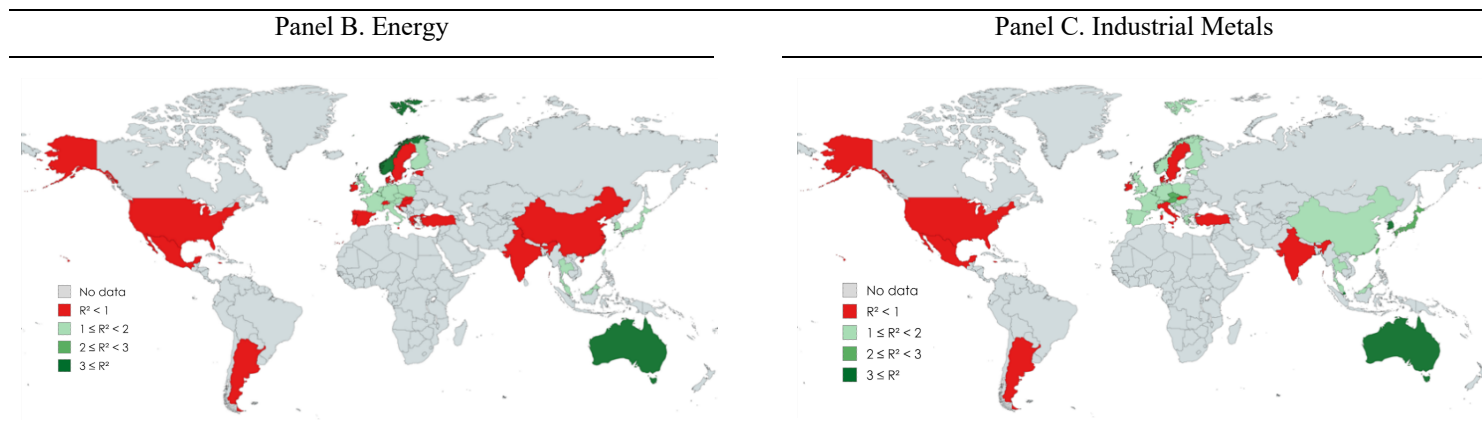 Panel B. Energy
No data
R² < 1
1 ≤ R² < 2
2 ≤ R² < 3
3 ≤ R²
Panel C. Industrial Metals
No data
R² < 1
1 ≤ R² < 2
2 ≤ R² < 3
3 ≤ R²